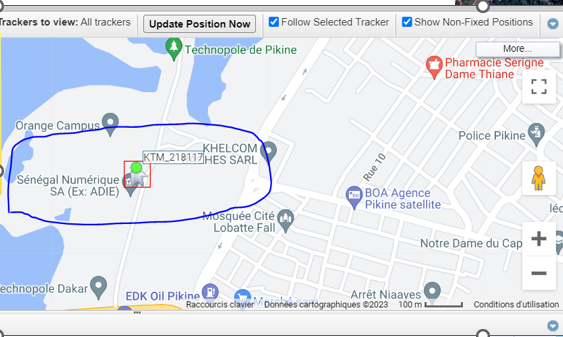 Trackers to view: All trackers
Update Position Now
Follow Selected Tracker
Show Non-Fixed Positions
More...
Technopole de Pikine
Pharmacie Serigne
Dame Thiane
Orange Campus
Police Pikine
KTM_218117
KHELCOM
HES SARL
Rue 10
Sénégal Numérique
SA (Ex: ADIE)
BOA Agence
Pikine satellite
Mosquée Cité
Lobatte Fall
Notre Dame du Cap
echnopole Dakar
EDK Oil Pikine
Arrêt Niaaves
Raccourcis clavier
Données cartographiques ©2023
100 m
Conditions d'utilisation